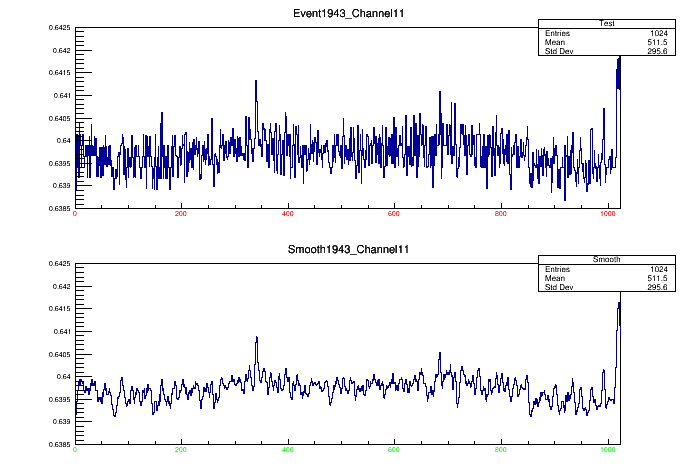 Event1943_Channel11
Test
Entries 1024
Mean 511.5
Std Dev 295.6
0.6425
0.642
0.6415
0.641
0.6405
0.64
0.6395
0.639
0.6385
0 200 400 600 800 1000
Smooth1943_Channel11
Smooth
Entries 1024
Mean 511.5
Std Dev 295.6
0.6425
0.642
0.6415
0.641
0.6405
0.64
0.6395
0.639
0.6385
0 200 400 600 800 1000